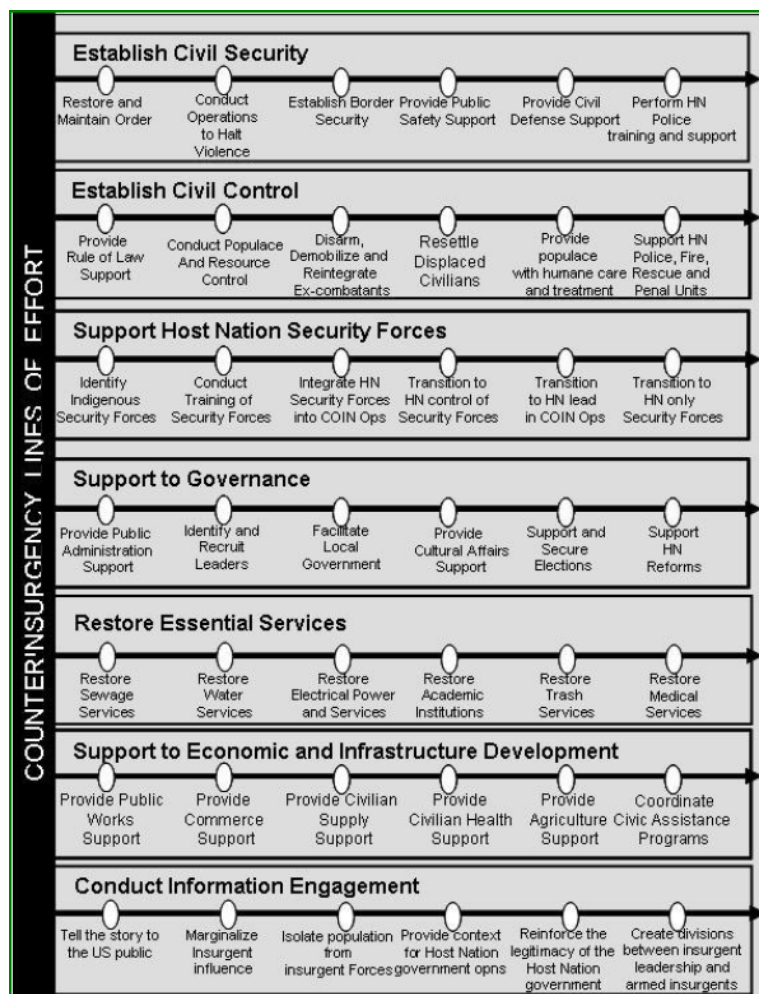 COUNTERINSURGENCY LINES OF EFFORT
Establish Civil Security
Restore and
Maintain Order
Conduct
Operations
to Halt
Violence
Establish Border
Security
Provide Public
Safety Support
Provide Civil
Defense Support
Perform HN
Police
training and support
Establish Civil Control
Provide
Rule of Law
Support
Conduct Populace
And Resource
Control
Disarm,
Demobilize and
Reintegrate
Ex-combatants
Resettle
Displaced
Civilians
Provide
populace
with humane care
and treatment
Support HN
Police, Fire,
Rescue and
Penal Units
Support Host Nation Security Forces
Identify
Indigenous
Security Forces
Conduct
Training of
Security Forces
Integrate HN
Security Forces
into COIN Ops
Transition to
HN control of
Security Forces
Transition
to HN lead
in COIN Ops
Transition to
HN only
Security Forces
Support to Governance
Provide Public
Administration
Support
Identify and
Recruit
Leaders
Facilitate
Local
Government
Provide
Cultural Affairs
Support
Support and
Secure
Elections
Support
HN
Reforms
Restore Essential Services
Restore
Sewage
Services
Restore
Water
Services
Restore
Electrical Power
and Services
Restore
Academic
Institutions
Restore
Trash
Services
Restore
Medical
Services
Support to Economic and Infrastructure Development
Provide Public
Works
Support
Provide
Commerce
Support
Provide Civilian
Supply
Support
Provide
Civilian Health
Support
Provide
Agriculture
Support
Coordinate
Civic Assistance
Programs
Conduct Information Engagement
Tell the story to
the US public
Marginalize
Insurgent
influence
Isolate population
from
insurgent Forces
Provide context
for Host Nation
government opns
Reinforce the
legitimacy of the
Host Nation
government
Create divisions
between insurgent
leadership and
armed insurgents